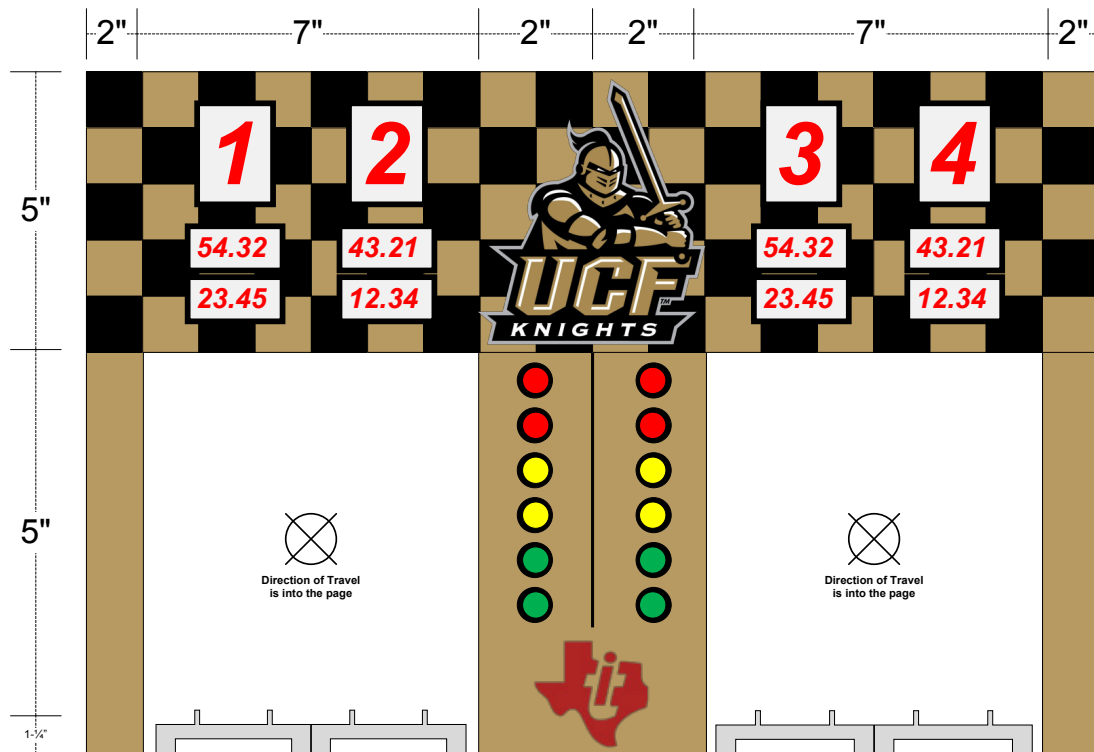 2" 7" 2" 2" 7" 2"
1 2 3 4
5"
54.32 43.21 54.32 43.21
23.45 12.34 23.45 12.34
UCF
TM
KNIGHTS
5"
Direction of Travel
is into the page
Direction of Travel
is into the page
ti
1-¼"